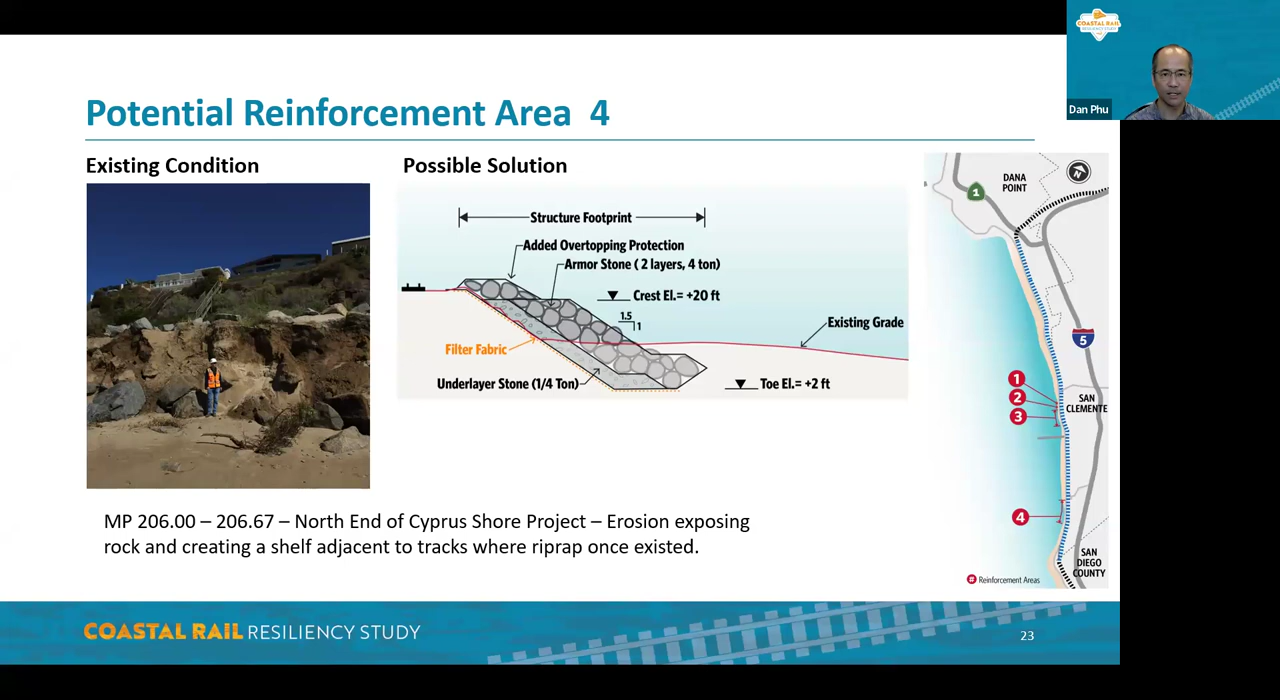 COASTAL RAIL
RESILIENCY STUDY
Dan Phu
Potential Reinforcement Area 4
Existing Condition
Possible Solution
Structure Footprint
Added Overtopping Protection
Armor Stone ( 2 layers, 4 ton)
Crest El.= +20 ft
1.5
1
Existing Grade
Filter Fabric
Underlayer Stone (1/4 Ton)
Toe El.= +2 ft
N
DANA
POINT
1
5
1
2
3
SAN
CLEMENTE
4
SAN
DIEGO
COUNTY
# Reinforcement Areas
MP 206.00 – 206.67 – North End of Cyprus Shore Project – Erosion exposing
rock and creating a shelf adjacent to tracks where riprap once existed.
COASTAL RAIL RESILIENCY STUDY
23